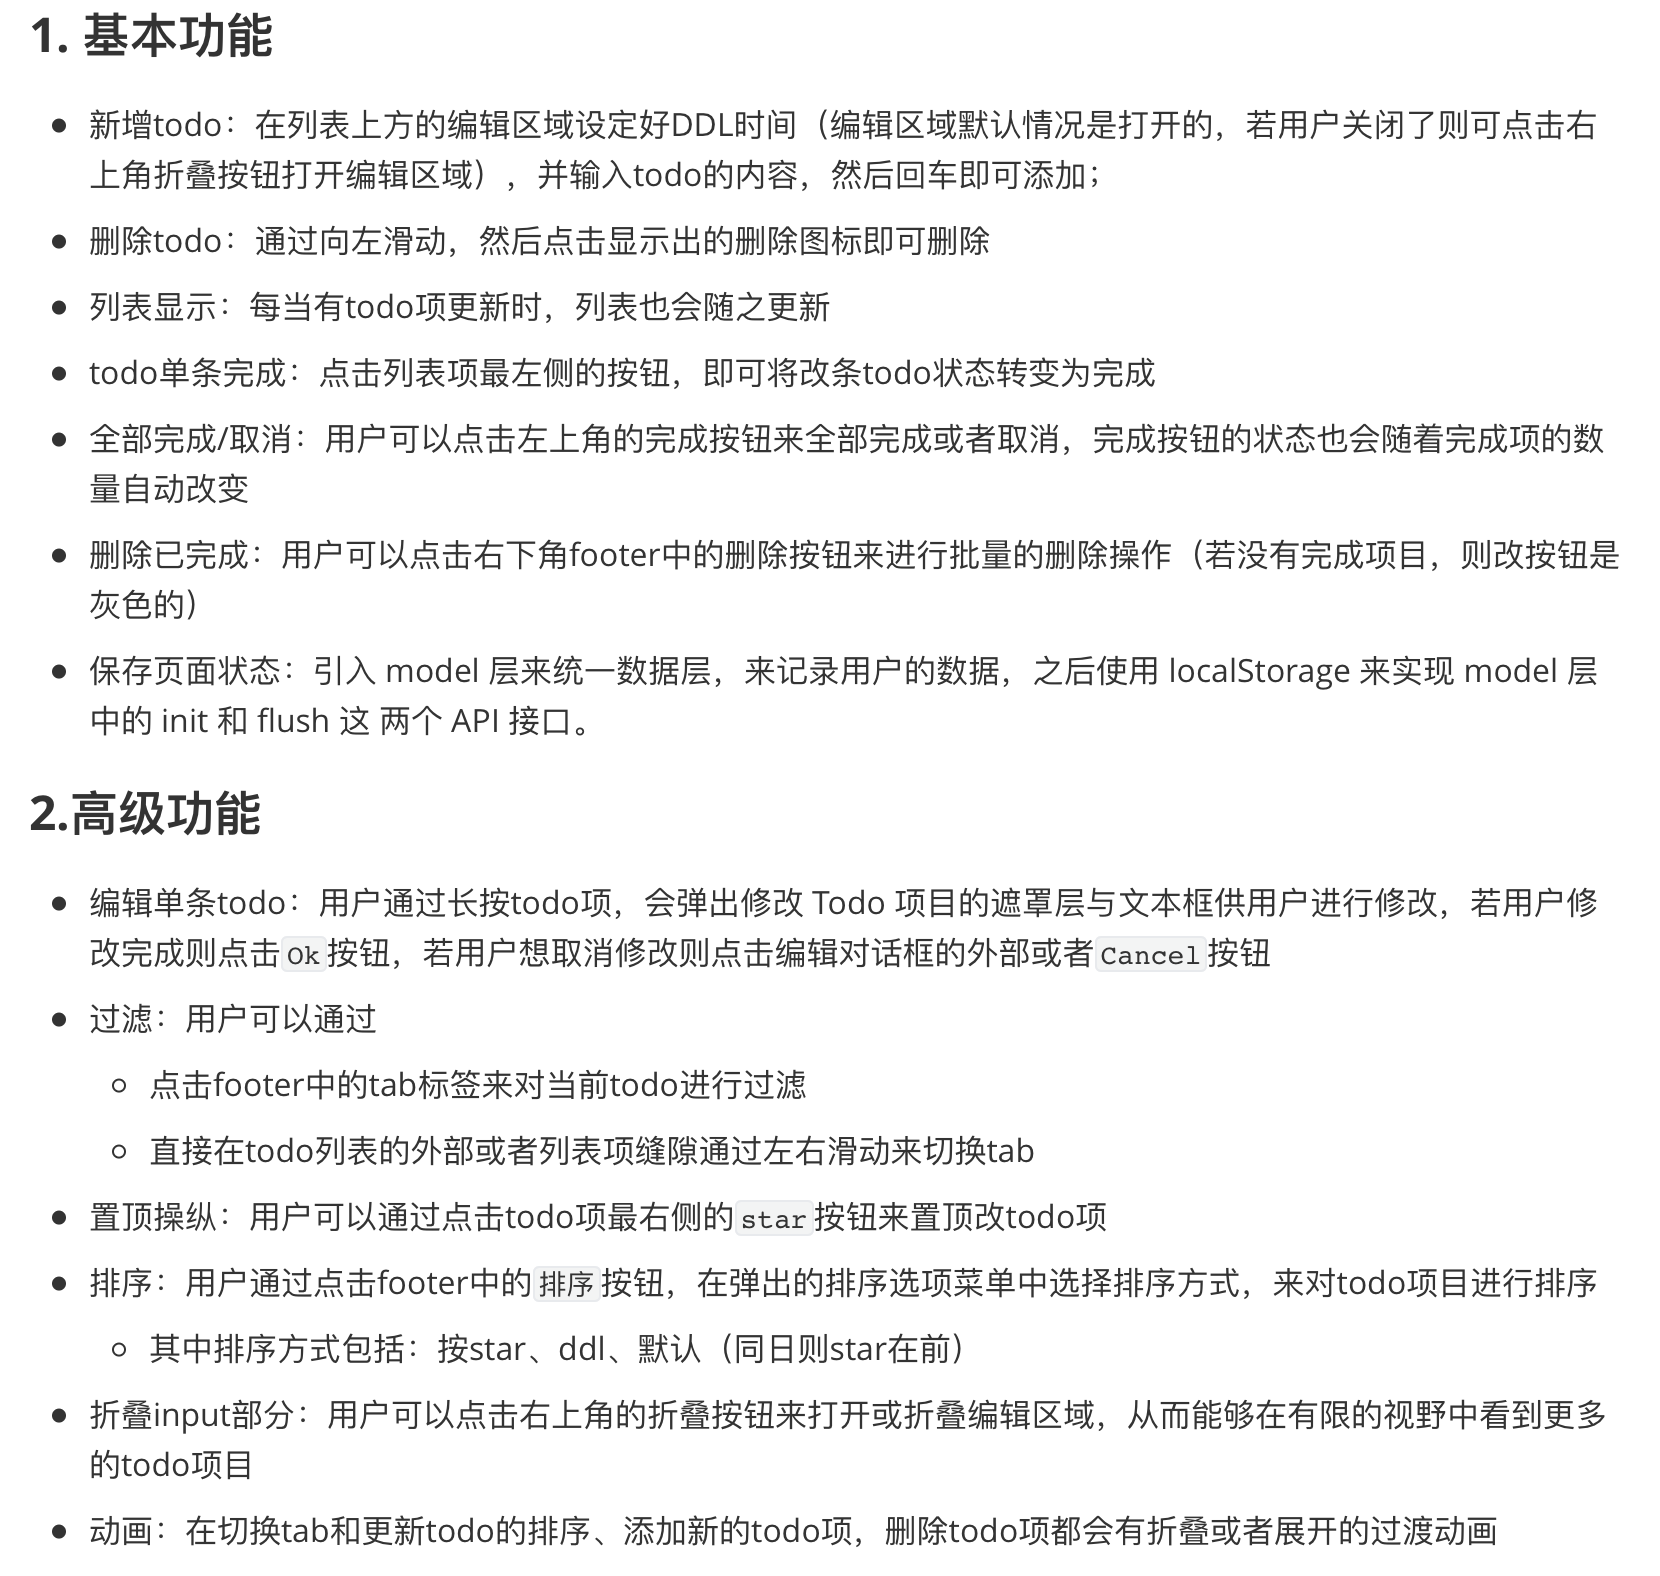 1. 基本功能
新增todo：在列表上方的编辑区域设定好DDL时间（编辑区域默认情况是打开的，若用户关闭了则可点击右
上角折叠按钮打开编辑区域），并输入todo的内容，然后回车即可添加；
删除todo：通过向左滑动，然后点击显示出的删除图标即可删除
列表显示：每当有todo项更新时，列表也会随之更新
todo单条完成：点击列表项最左侧的按钮，即可将改条todo状态转变为完成
全部完成/取消：用户可以点击左上角的完成按钮来全部完成或者取消，完成按钮的状态也会随着完成项的数
量自动改变
删除已完成：用户可以点击右下角footer中的删除按钮来进行批量的删除操作（若没有完成项目，则改按钮是
灰色的）
保存页面状态：引入 model 层来统一数据层，来记录用户的数据，之后使用 localStorage 来实现 model 层
中的 init 和 flush 这 两个 API 接口。
2.高级功能
编辑单条todo：用户通过长按todo项，会弹出修改 Todo 项目的遮罩层与文本框供用户进行修改，若用户修
改完成则点击Ok按钮，若用户想取消修改则点击编辑对话框的外部或者Cancel按钮
过滤：用户可以通过
点击footer中的tab标签来对当前todo进行过滤
直接在todo列表的外部或者列表项缝隙通过左右滑动来切换tab
置顶操纵：用户可以通过点击todo项最右侧的star按钮来置顶改todo项
排序：用户通过点击footer中的排序按钮，在弹出的排序选项菜单中选择排序方式，来对todo项目进行排序
其中排序方式包括：按star、ddl、默认（同日则star在前）
折叠input部分：用户可以点击右上角的折叠按钮来打开或折叠编辑区域，从而能够在有限的视野中看到更多
的todo项目
动画：在切换tab和更新todo的排序、添加新的todo项，删除todo项都会有折叠或者展开的过渡动画